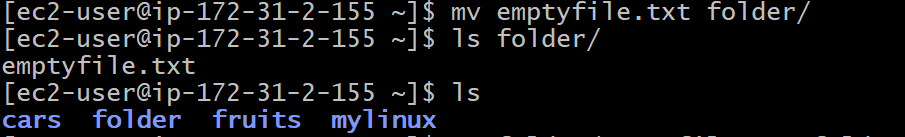 [ec2-user@ip-172-31-2-155 ~]$ mv emptyfile.txt folder/
[ec2-user@ip-172-31-2-155 ~]$ ls folder/
emptyfile.txt
[ec2-user@ip-172-31-2-155 ~]$ ls
cars  folder  fruits  mylinux